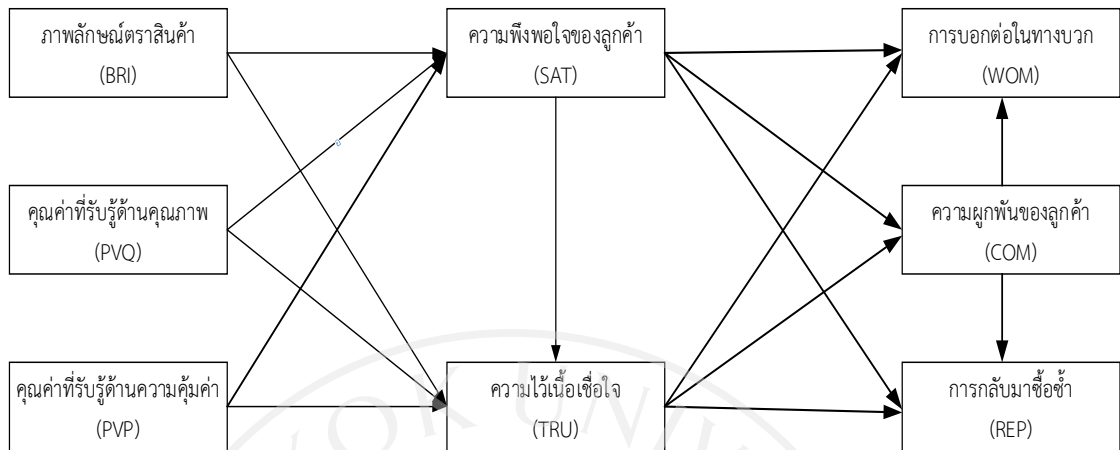 ภาพลักษณ์ตราสินค้า
(BRI)
ความพึงพอใจของลูกค้า
(SAT)
การบอกต่อในทางบวก
(WOM)
คุณค่าที่รับรู้ด้านคุณภาพ
(PVQ)
ความผูกพันของลูกค้า
(COM)
คุณค่าที่รับรู้ด้านความคุ้มค่า
(PVP)
ความไว้เนื้อเชื่อใจ
(TRU)
การกลับมาซื้อซ้ำ
(REP)
OK UNI